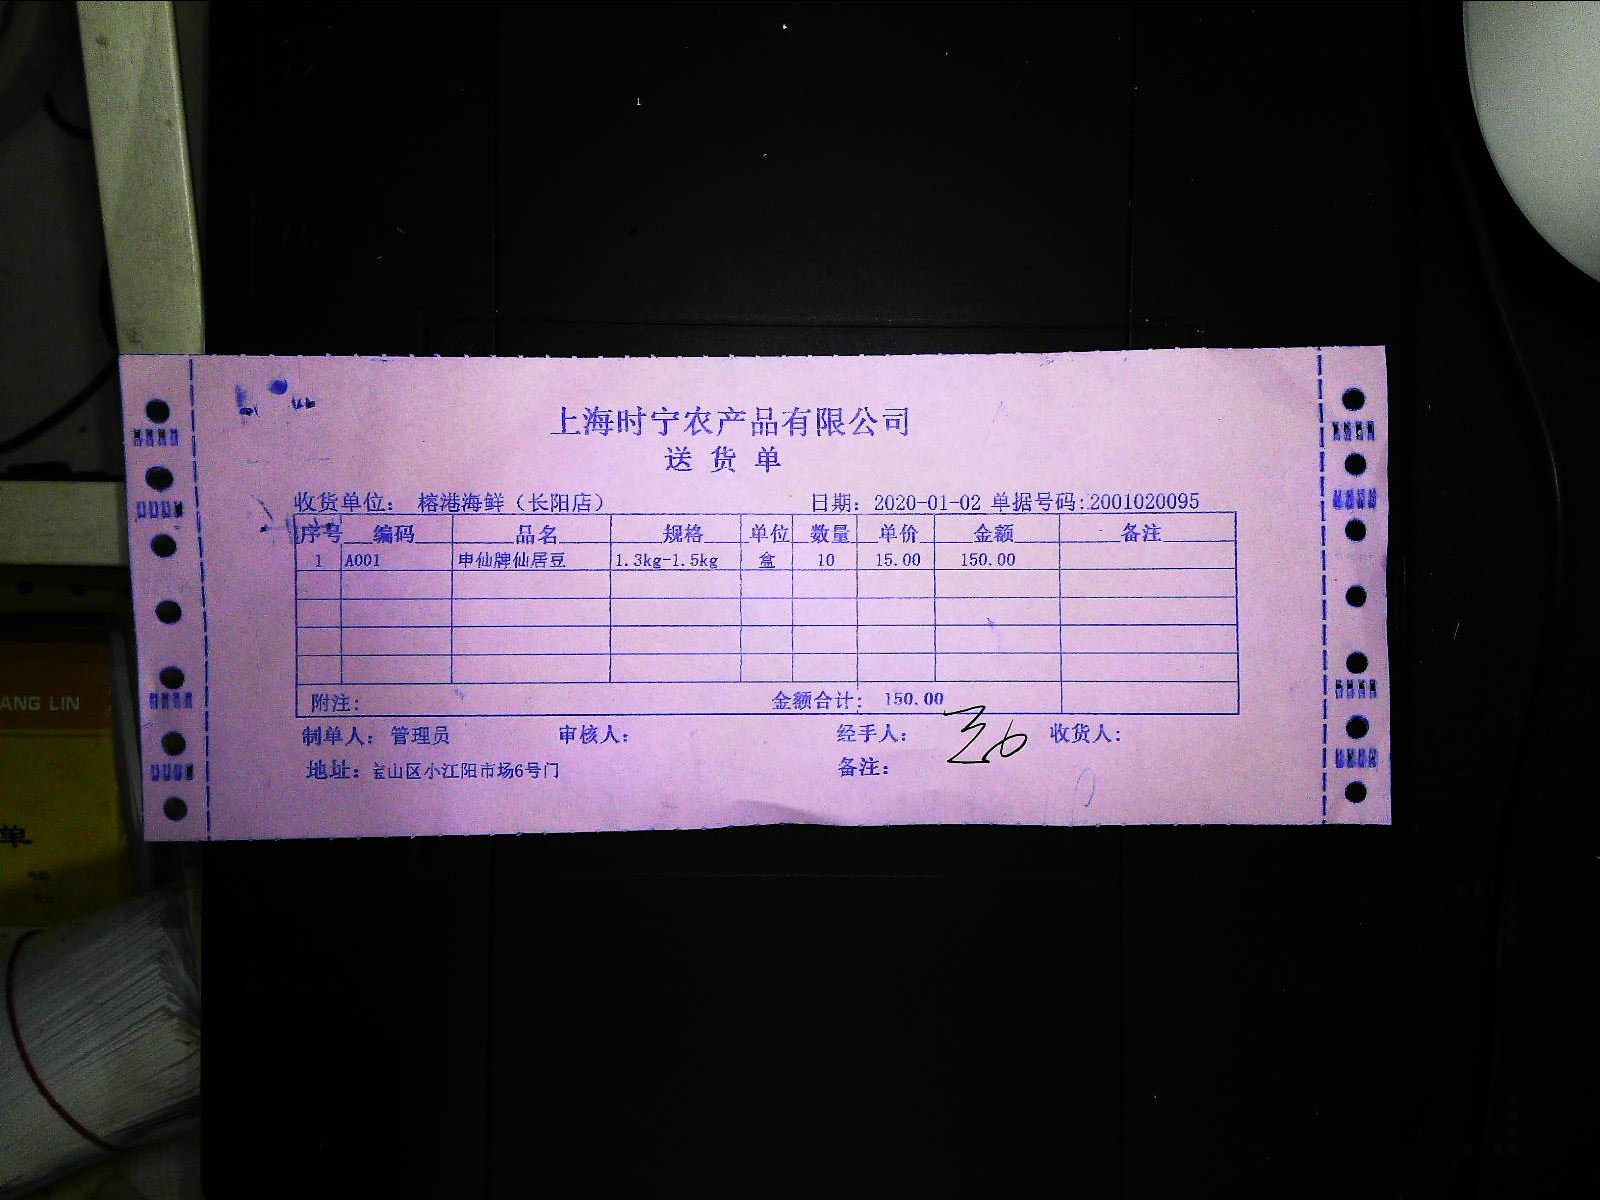 上海时宁农产品有限公司
送货单
收货单位： 榕港海鲜（长阳店） 日期：2020-01-02 单据号码:2001020095
序号 编码 品名 规格 单位 数量 单价 金额 备注
1 A001 申仙牌仙居豆 1.3kg-1.5kg 盒 10 15.00 150.00
附注： 金额合计： 150.00
制单人：管理员 审核人： 经手人： 收货人：
地址：宝山区小江阳市场6号门 备注：
ANG LIN
单